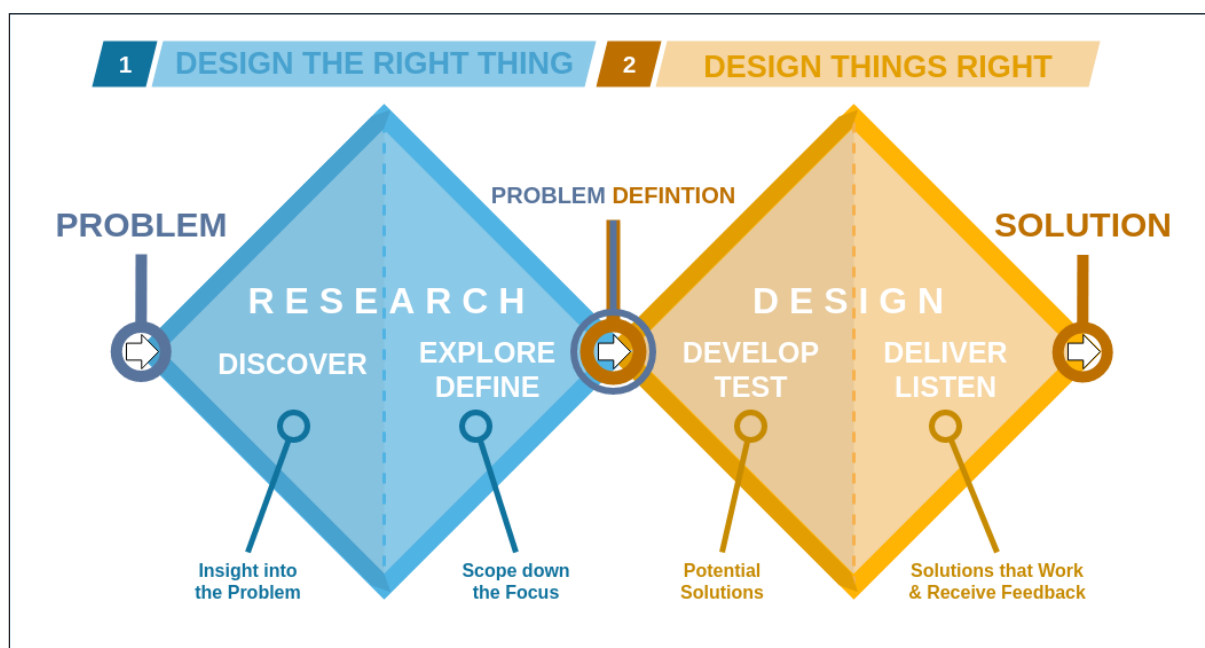 1 DESIGN THE RIGHT THING 2 DESIGN THINGS RIGHT
PROBLEM DEFINTION
PROBLEM
SOLUTION
RESEARCH
DISCOVER
EXPLORE
DEFINE
DESIGN
DEVELOP
TEST
DELIVER
LISTEN
Insight into
the Problem
Scope down
the Focus
Potential
Solutions
Solutions that Work
& Receive Feedback